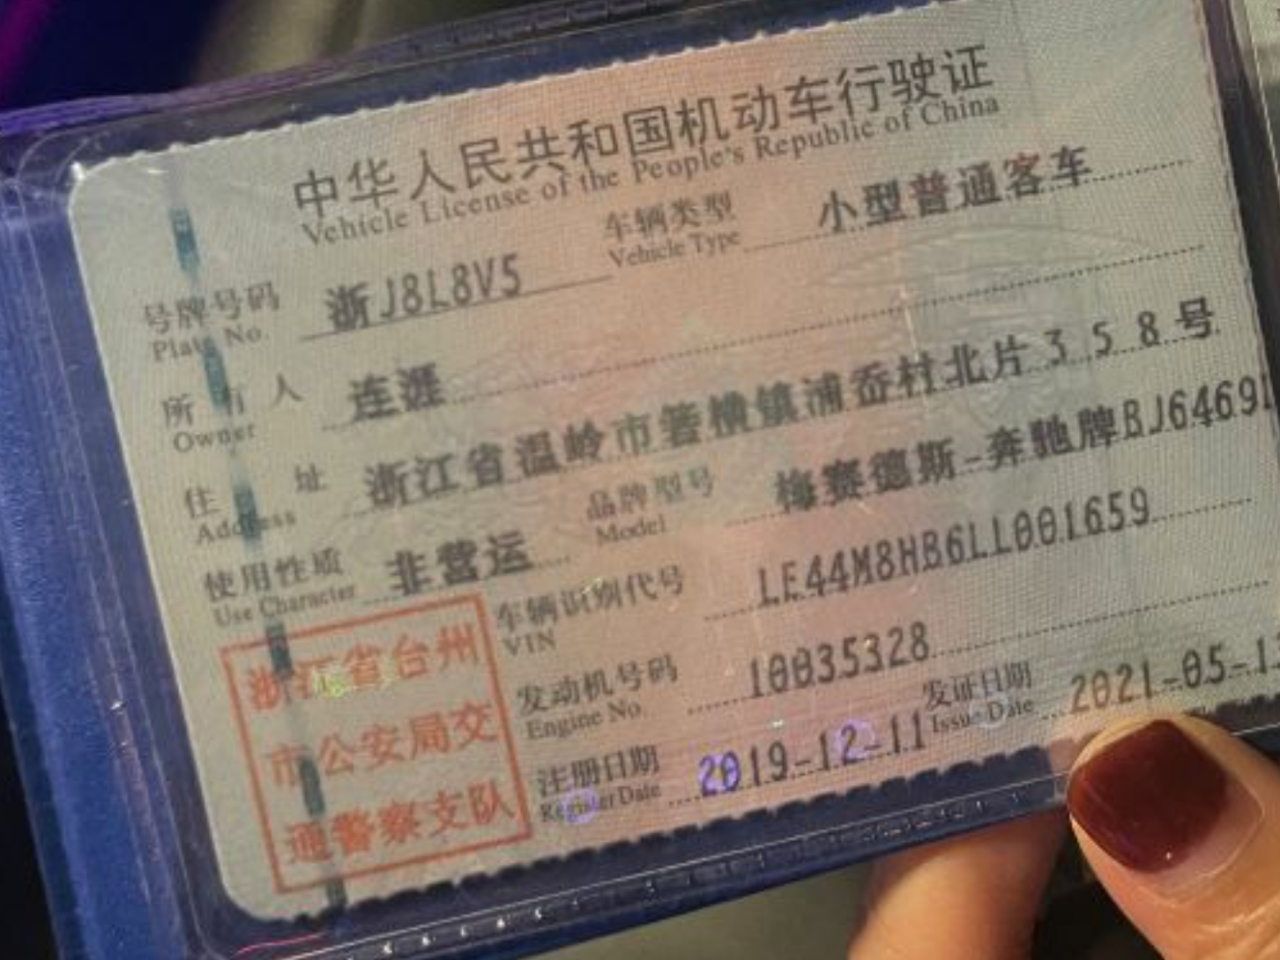 中华人民共和国机动车行驶证
Vehicle License of the People's Republic of China
号牌号码 浙J8L8V5 车辆类型 小型普通客车
Plate No. Vehicle Type
所有人 连涯
Owner
住址 浙江省温岭市箬横镇浦岙村北片358号
Address
使用性质 非营运 品牌型号 梅赛德斯-奔驰牌BJ6469
Use Character Model
车辆识别代号 LE44M8HB6LL001659
VIN
发动机号码 10035328
Engine No.
注册日期 2019-12-11 发证日期 2021-05-1
Register Date Issue Date
浙江省台州
市公安局交
通警察支队